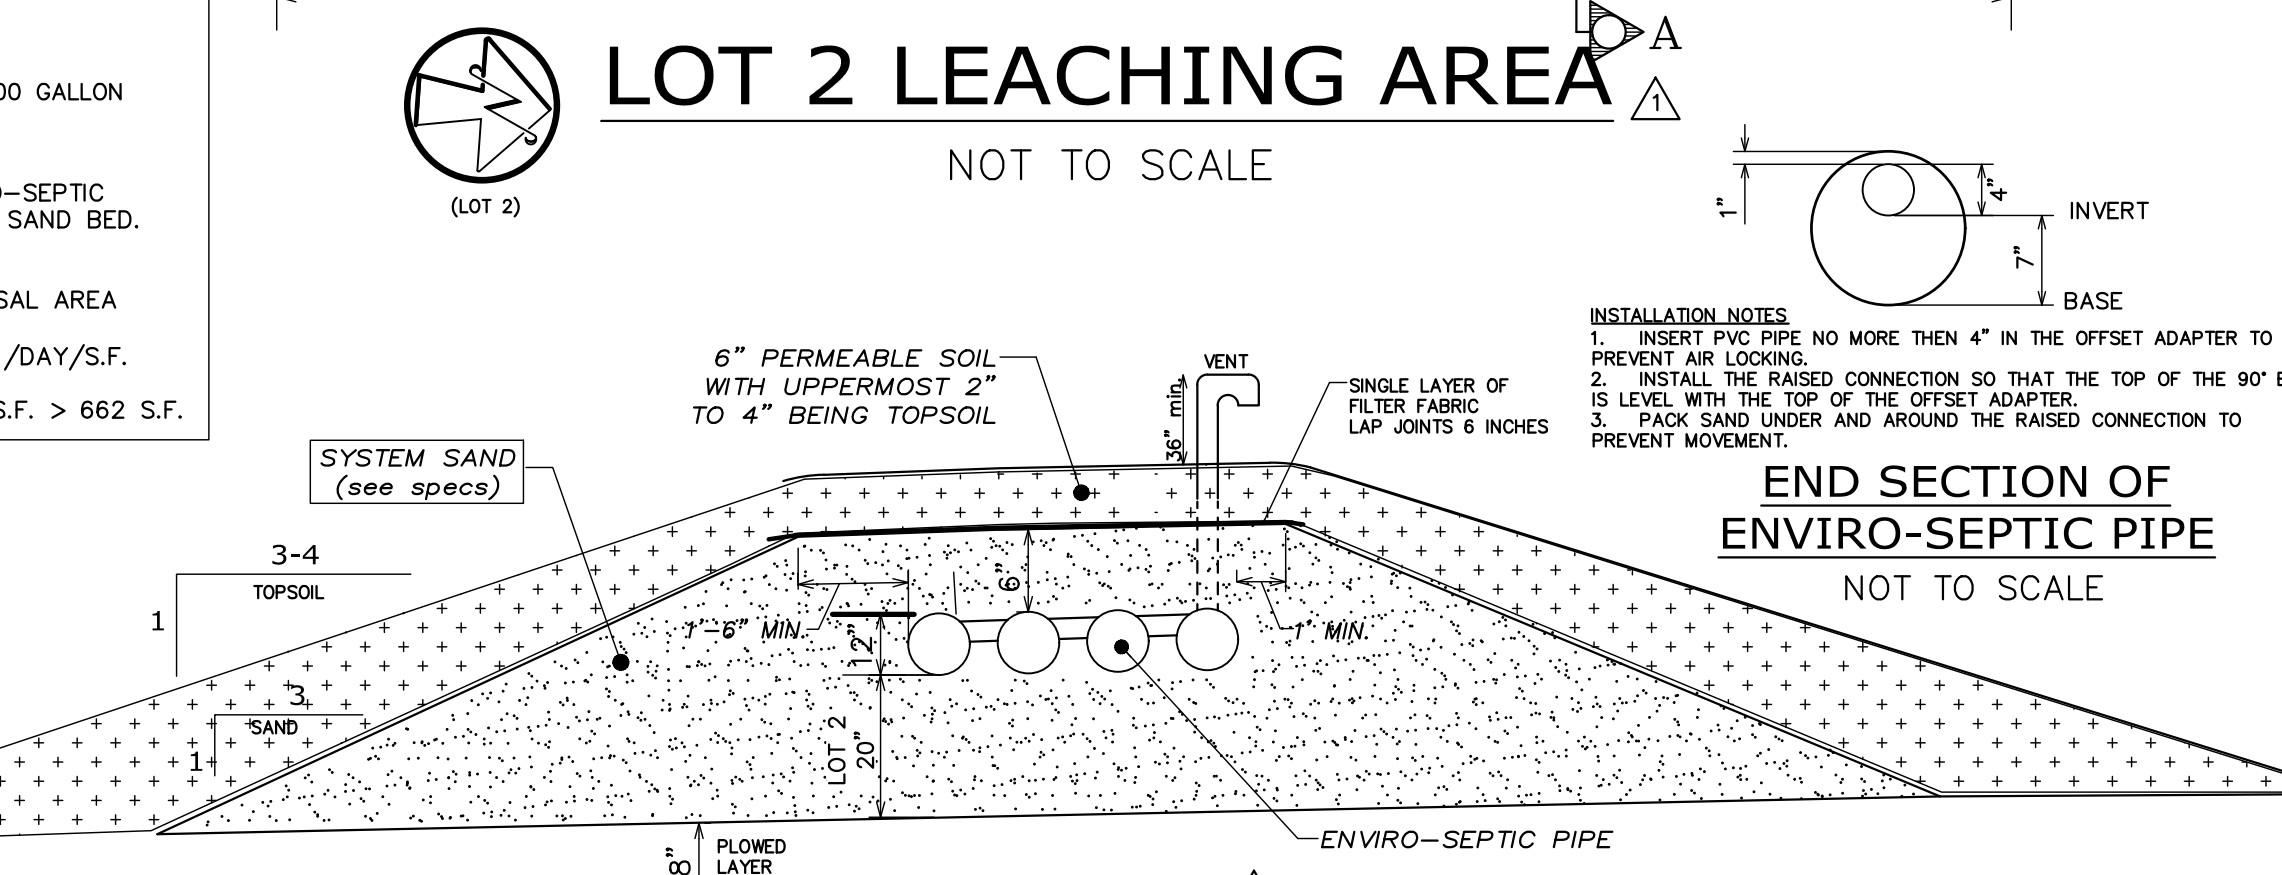 00 GALLON
-SEPTIC
SAND BED.
SAL AREA
/DAY/S.F.
S.F. > 662 S.F.
(LOT 2)
LOT 2 LEACHING AREA
A
1
NOT TO SCALE
1"
4"
INVERT
7"
BASE
INSTALLATION NOTES
1. INSERT PVC PIPE NO MORE THEN 4" IN THE OFFSET ADAPTER TO
PREVENT AIR LOCKING.
2. INSTALL THE RAISED CONNECTION SO THAT THE TOP OF THE 90°
IS LEVEL WITH THE TOP OF THE OFFSET ADAPTER.
3. PACK SAND UNDER AND AROUND THE RAISED CONNECTION TO
PREVENT MOVEMENT.
END SECTION OF
ENVIRO-SEPTIC PIPE
NOT TO SCALE
6" PERMEABLE SOIL
WITH UPPERMOST 2"
TO 4" BEING TOPSOIL
VENT
36" min.
SINGLE LAYER OF
FILTER FABRIC
LAP JOINTS 6 INCHES
SYSTEM SAND
(see specs)
3-4
TOPSOIL
1
3
SAND
1
1'-6" MIN.
12"
6"
1' MIN.
LOT 2
20"
ENVIRO-SEPTIC PIPE
8"
PLOWED
LAYER